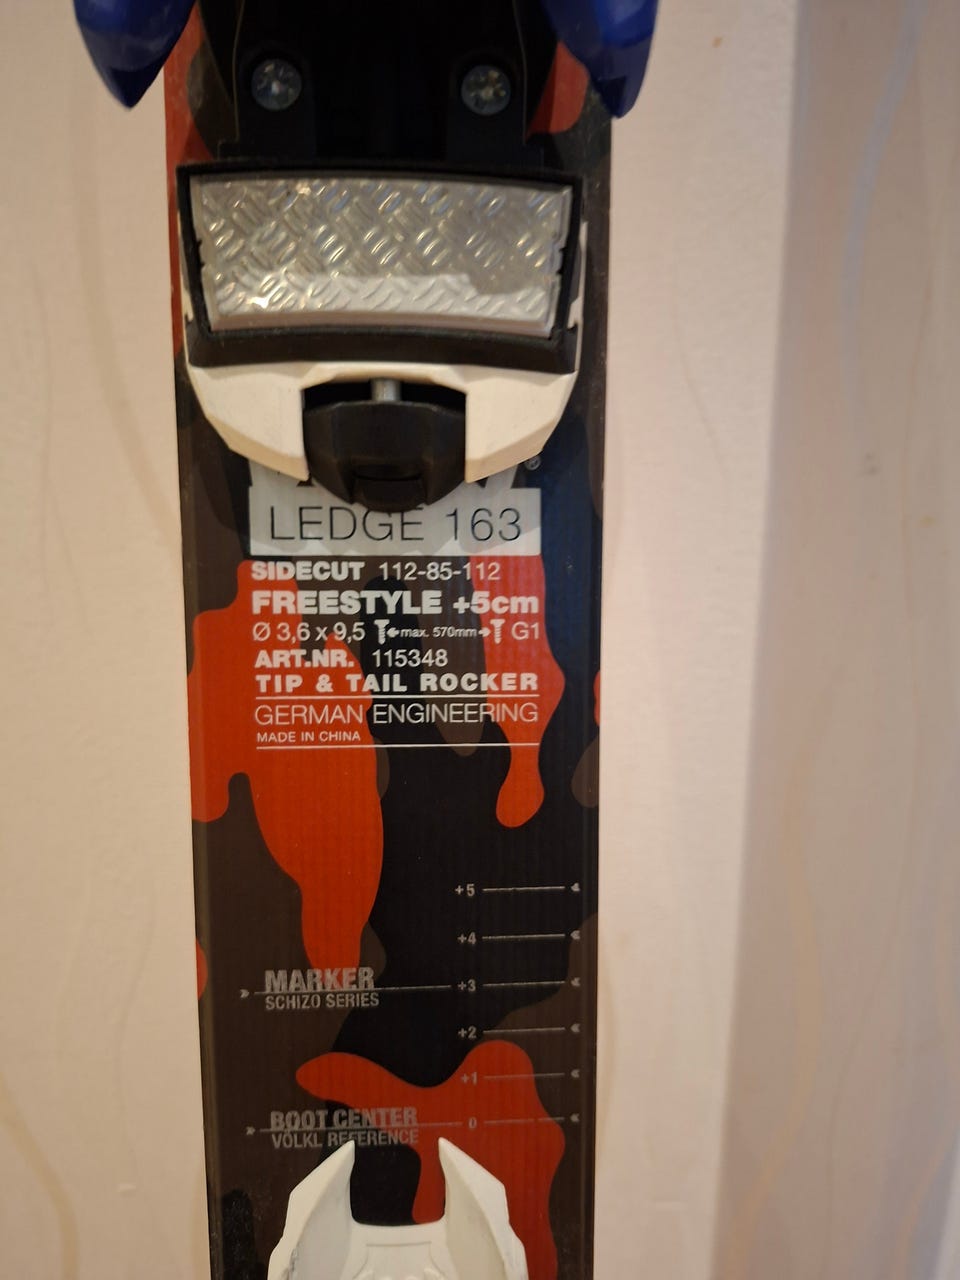 LEDGE 163
SIDECUT 112-85-112
FREESTYLE +5cm
Ø 3,6 x 9,5 max. 570mm G1
ART.NR. 115348
TIP & TAIL ROCKER
GERMAN ENGINEERING
MADE IN CHINA
+5
+4
MARKER +3
SCHIZO SERIES
+2
+1
BOOT CENTER 0
VÖLKL REFERENCE